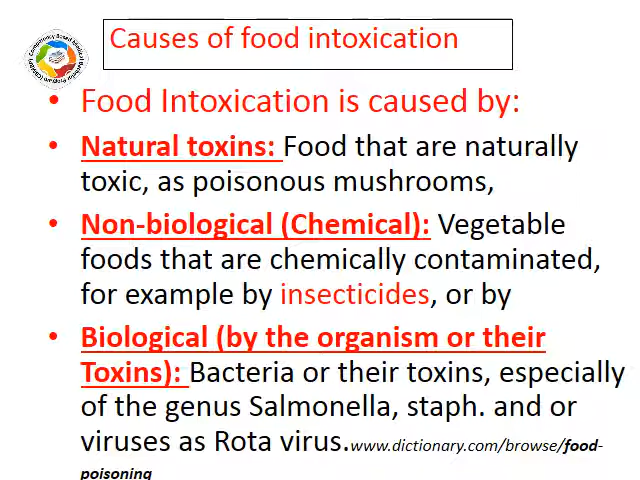 Causes of food intoxication
• Food Intoxication is caused by:
• Natural toxins: Food that are naturally
toxic, as poisonous mushrooms,
• Non-biological (Chemical): Vegetable
foods that are chemically contaminated,
for example by insecticides, or by
• Biological (by the organism or their
Toxins): Bacteria or their toxins, especially
of the genus Salmonella, staph. and or
viruses as Rota virus.www.dictionary.com/browse/food-
poisoning